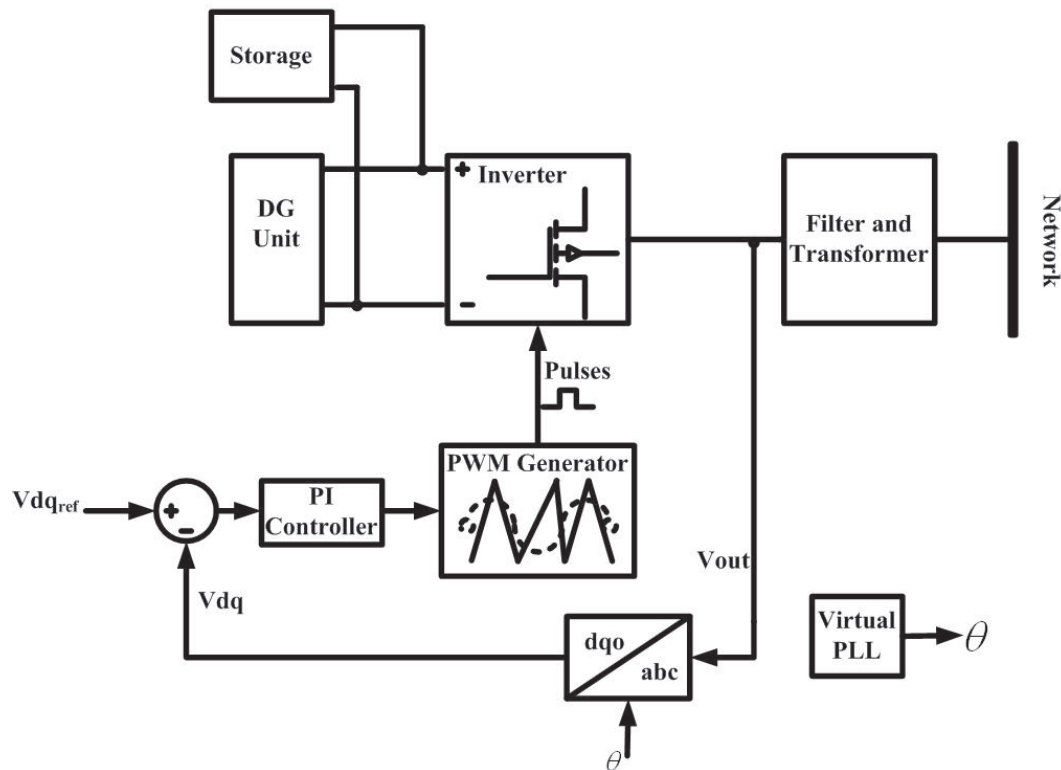 Storage
DG
Unit
+
Inverter
−
Filter and
Transformer
Network
Pulses
PWM Generator
Vdqref
+
−
PI
Controller
Vout
Vdq
dqo
abc
θ
Virtual
PLL
θ